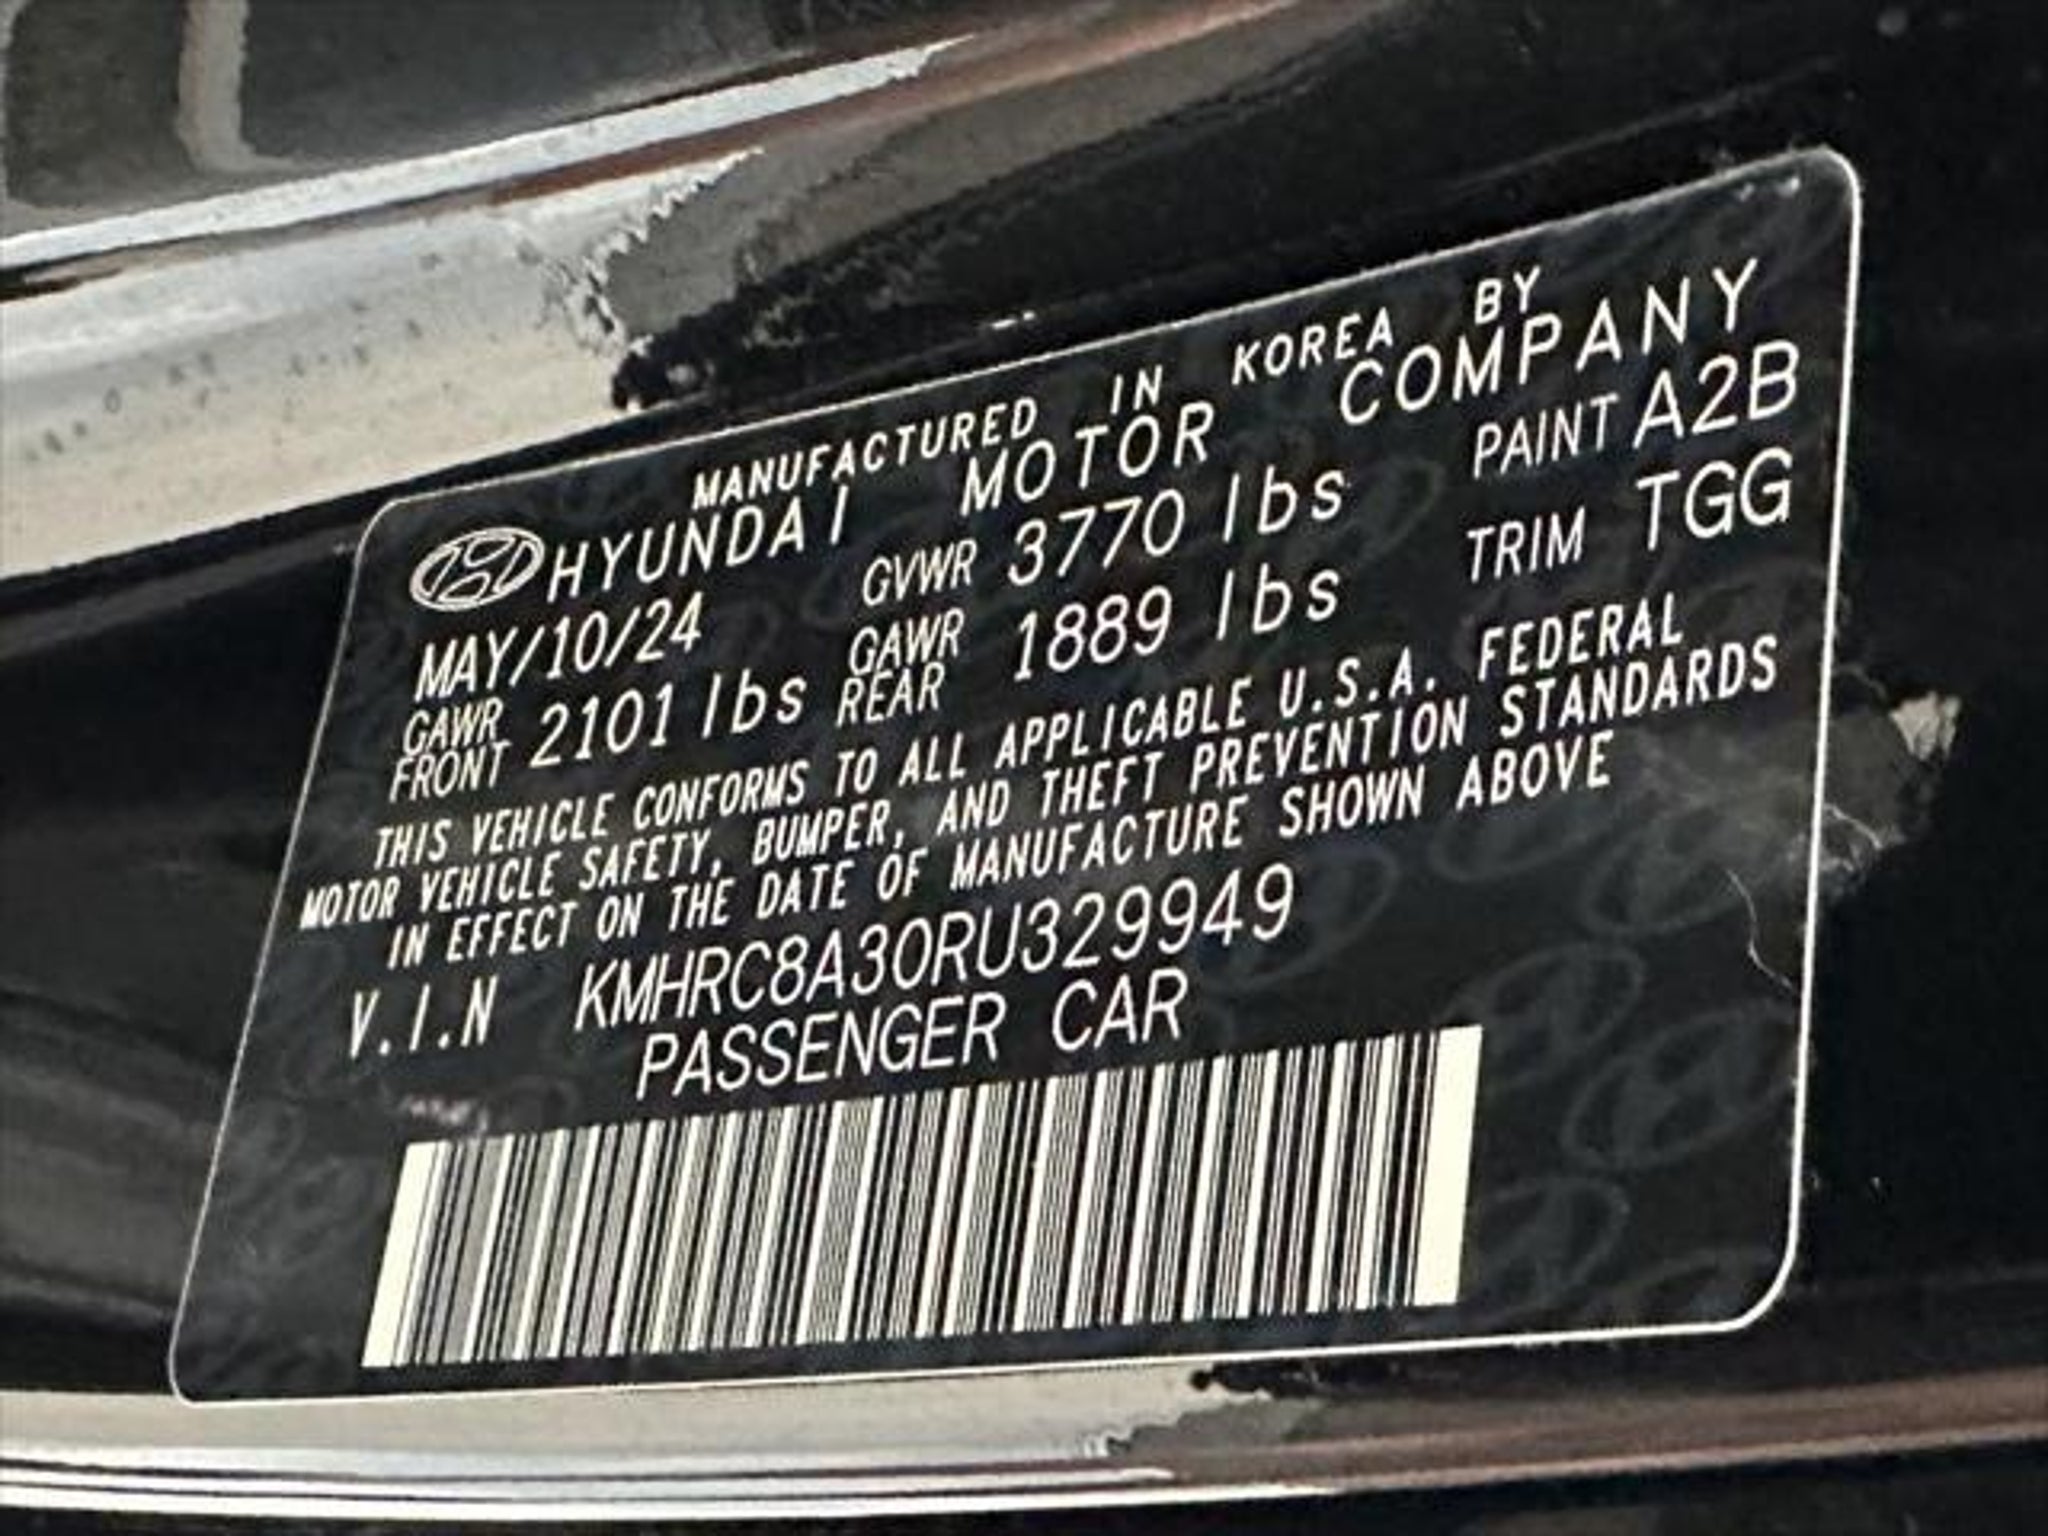 MANUFACTURED IN KOREA BY
HYUNDAI MOTOR COMPANY
MAY/10/24 GVWR 3770 lbs PAINT A2B
GAWR FRONT 2101 lbs GAWR REAR 1889 lbs TRIM TGG
THIS VEHICLE CONFORMS TO ALL APPLICABLE U.S.A. FEDERAL
MOTOR VEHICLE SAFETY, BUMPER, AND THEFT PREVENTION STANDARDS
IN EFFECT ON THE DATE OF MANUFACTURE SHOWN ABOVE
V.I.N KMHRC8A30RU329949
PASSENGER CAR